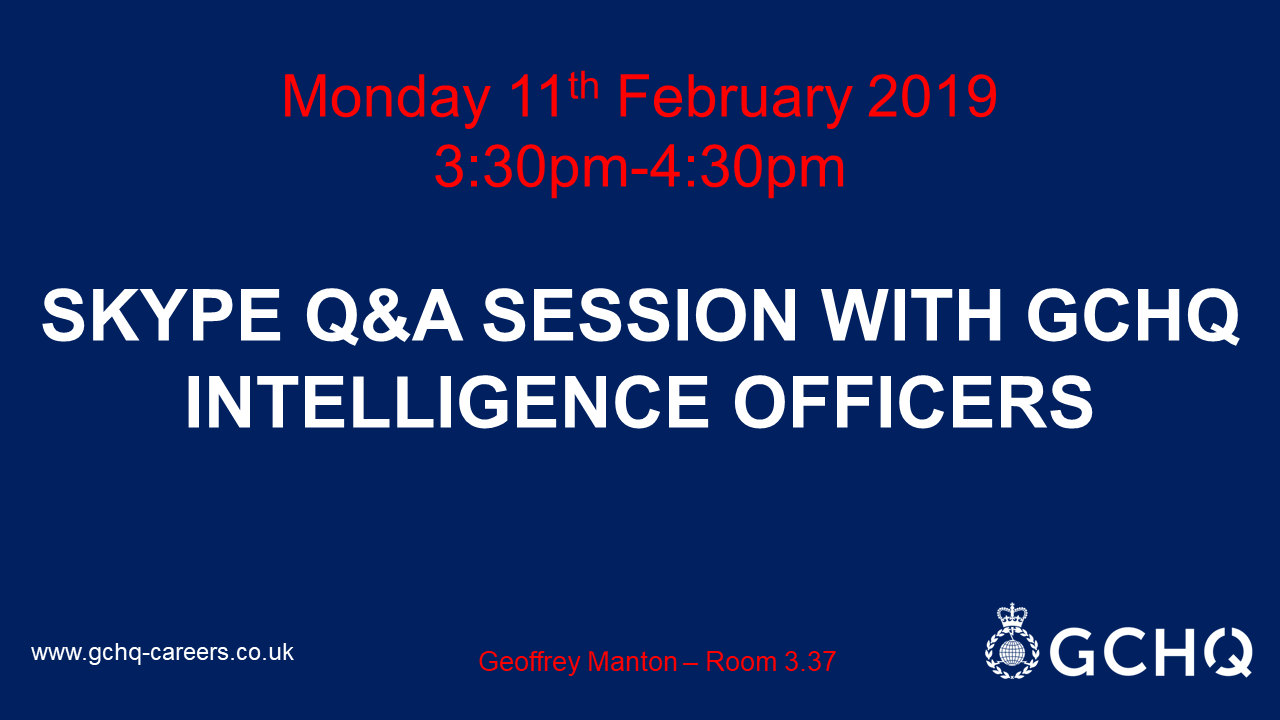 Monday 11th February 2019
3:30pm-4:30pm
SKYPE Q&A SESSION WITH GCHQ
INTELLIGENCE OFFICERS
www.gchq-careers.co.uk
Geoffrey Manton – Room 3.37
GCHQ